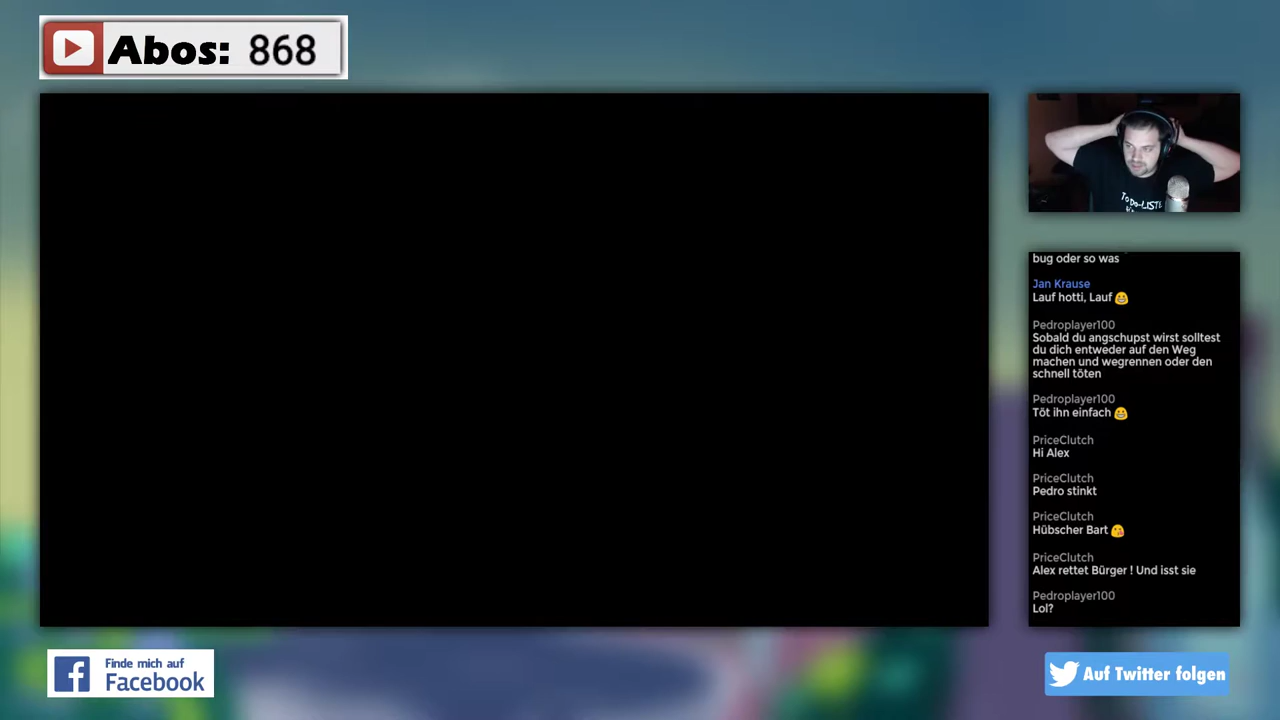 Abos: 868
bug oder so was
Jan Krause
Lauf hotti, Lauf 😁
Pedroplayer100
Sobald du angschupst wirst solltest
du dich entweder auf den Weg
machen und wegrennen oder den
schnell töten
Pedroplayer100
Töt ihn einfach 😁
PriceClutch
Hi Alex
PriceClutch
Pedro stinkt
PriceClutch
Hübscher Bart 😘
PriceClutch
Alex rettet Bürger ! Und isst sie
Pedroplayer100
Lol?
TODO-LISTE
Finde mich auf
Facebook
Auf Twitter folgen